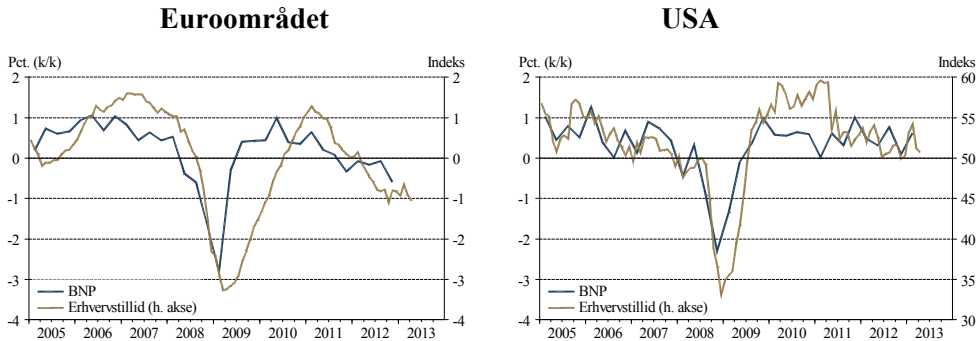 Euroområdet
Pct. (k/k) Indeks
2 2
1 1
0 0
-1 -1
-2 -2
-3 -3
-4 -4
BNP
Erhvervstillid (h. akse)
2005 2006 2007 2008 2009 2010 2011 2012 2013
USA
Pct. (k/k) Indeks
2 60
1 55
0 50
-1 45
-2 40
-3 35
-4 30
BNP
Erhvervstillid (h. akse)
2005 2006 2007 2008 2009 2010 2011 2012 2013